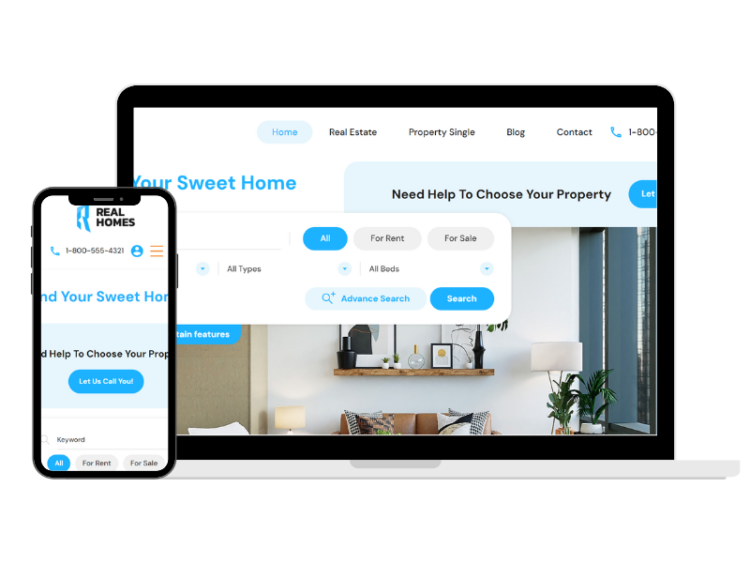 Home Real Estate Property Single Blog Contact 1-800-
Your Sweet Home
Need Help To Choose Your Property
Let
All For Rent For Sale
All Types All Beds
Advance Search Search
tain features
REAL
HOMES
1-800-555-4321
nd Your Sweet Hom
d Help To Choose Your Prop
Let Us Call You!
Keyword
All For Rent For Sale